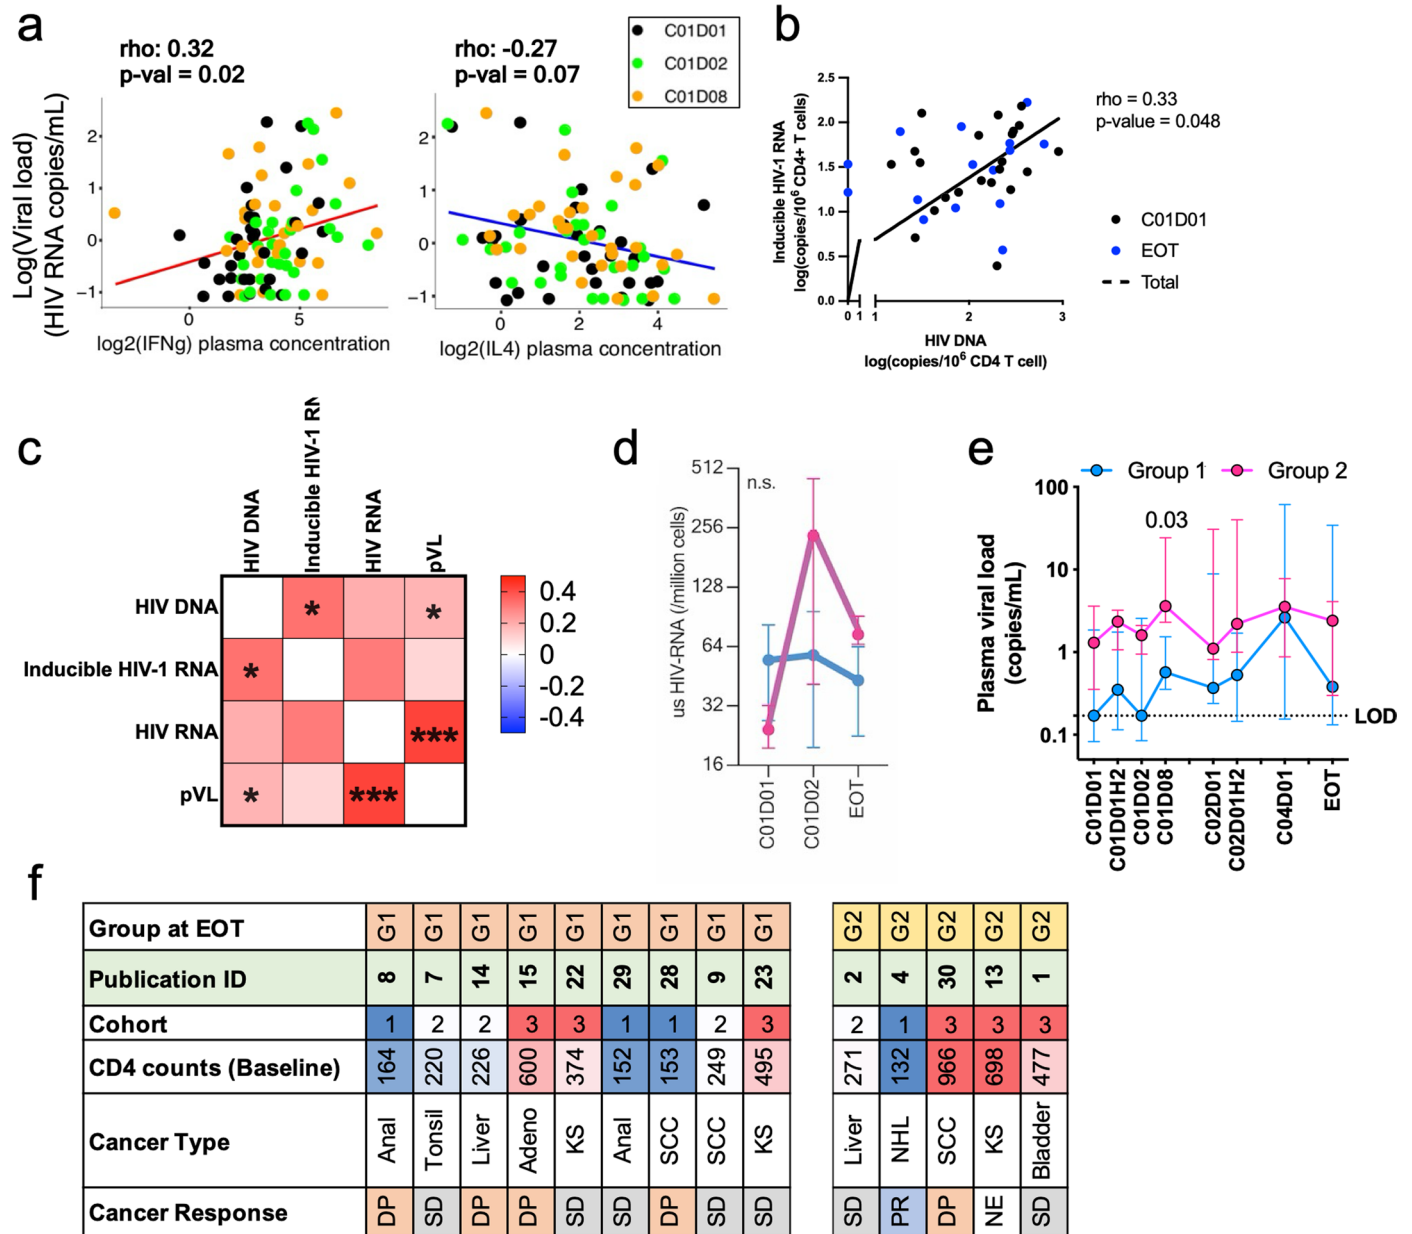 a
rho: 0.32
p-val = 0.02
rho: -0.27
p-val = 0.07
C01D01
C01D02
C01D08
Log(Viral load)
(HIV RNA copies/mL)
2
1
0
−1
0
5
log2(IFNg) plasma concentration
2
1
0
−1
0
2
4
log2(IL4) plasma concentration
b
Inducible HIV-1 RNA
log(copies/10⁶ CD4+ T cells)
2.5
2.0
1.5
1.0
0.5
0.0
0 1 1 2 3
HIV DNA
log(copies/10⁶ CD4 T cell)
rho = 0.33
p-value = 0.048
C01D01
EOT
Total
c
HIV DNA
Inducible HIV-1 RN
HIV RNA
pVL
HIV DNA * *
Inducible HIV-1 RNA *
HIV RNA ***
pVL * ***
0.4
0.2
0
-0.2
-0.4
d
us HIV-RNA (/million cells)
512
256
128
64
32
16
n.s.
C01D01
C01D02
EOT
e
Group 1 Group 2
Plasma viral load
(copies/mL)
100
10
1
0.1
0.03
LOD
C01D01
C01D01H2
C01D02
C01D08
C02D01
C02D01H2
C04D01
EOT
f
Group at EOT G1 G1 G1 G1 G1 G1 G1 G1 G1 G2 G2 G2 G2 G2
Publication ID 8 7 14 15 22 29 28 9 23 2 4 30 13 1
Cohort 1 2 2 3 3 1 1 2 3 2 1 3 3 3
CD4 counts (Baseline) 164 220 226 600 374 152 153 249 495 271 132 966 698 477
Cancer Type Anal Tonsil Liver Adeno KS Anal SCC SCC KS Liver NHL SCC KS Bladder
Cancer Response DP SD DP DP SD SD DP SD SD SD PR DP NE SD